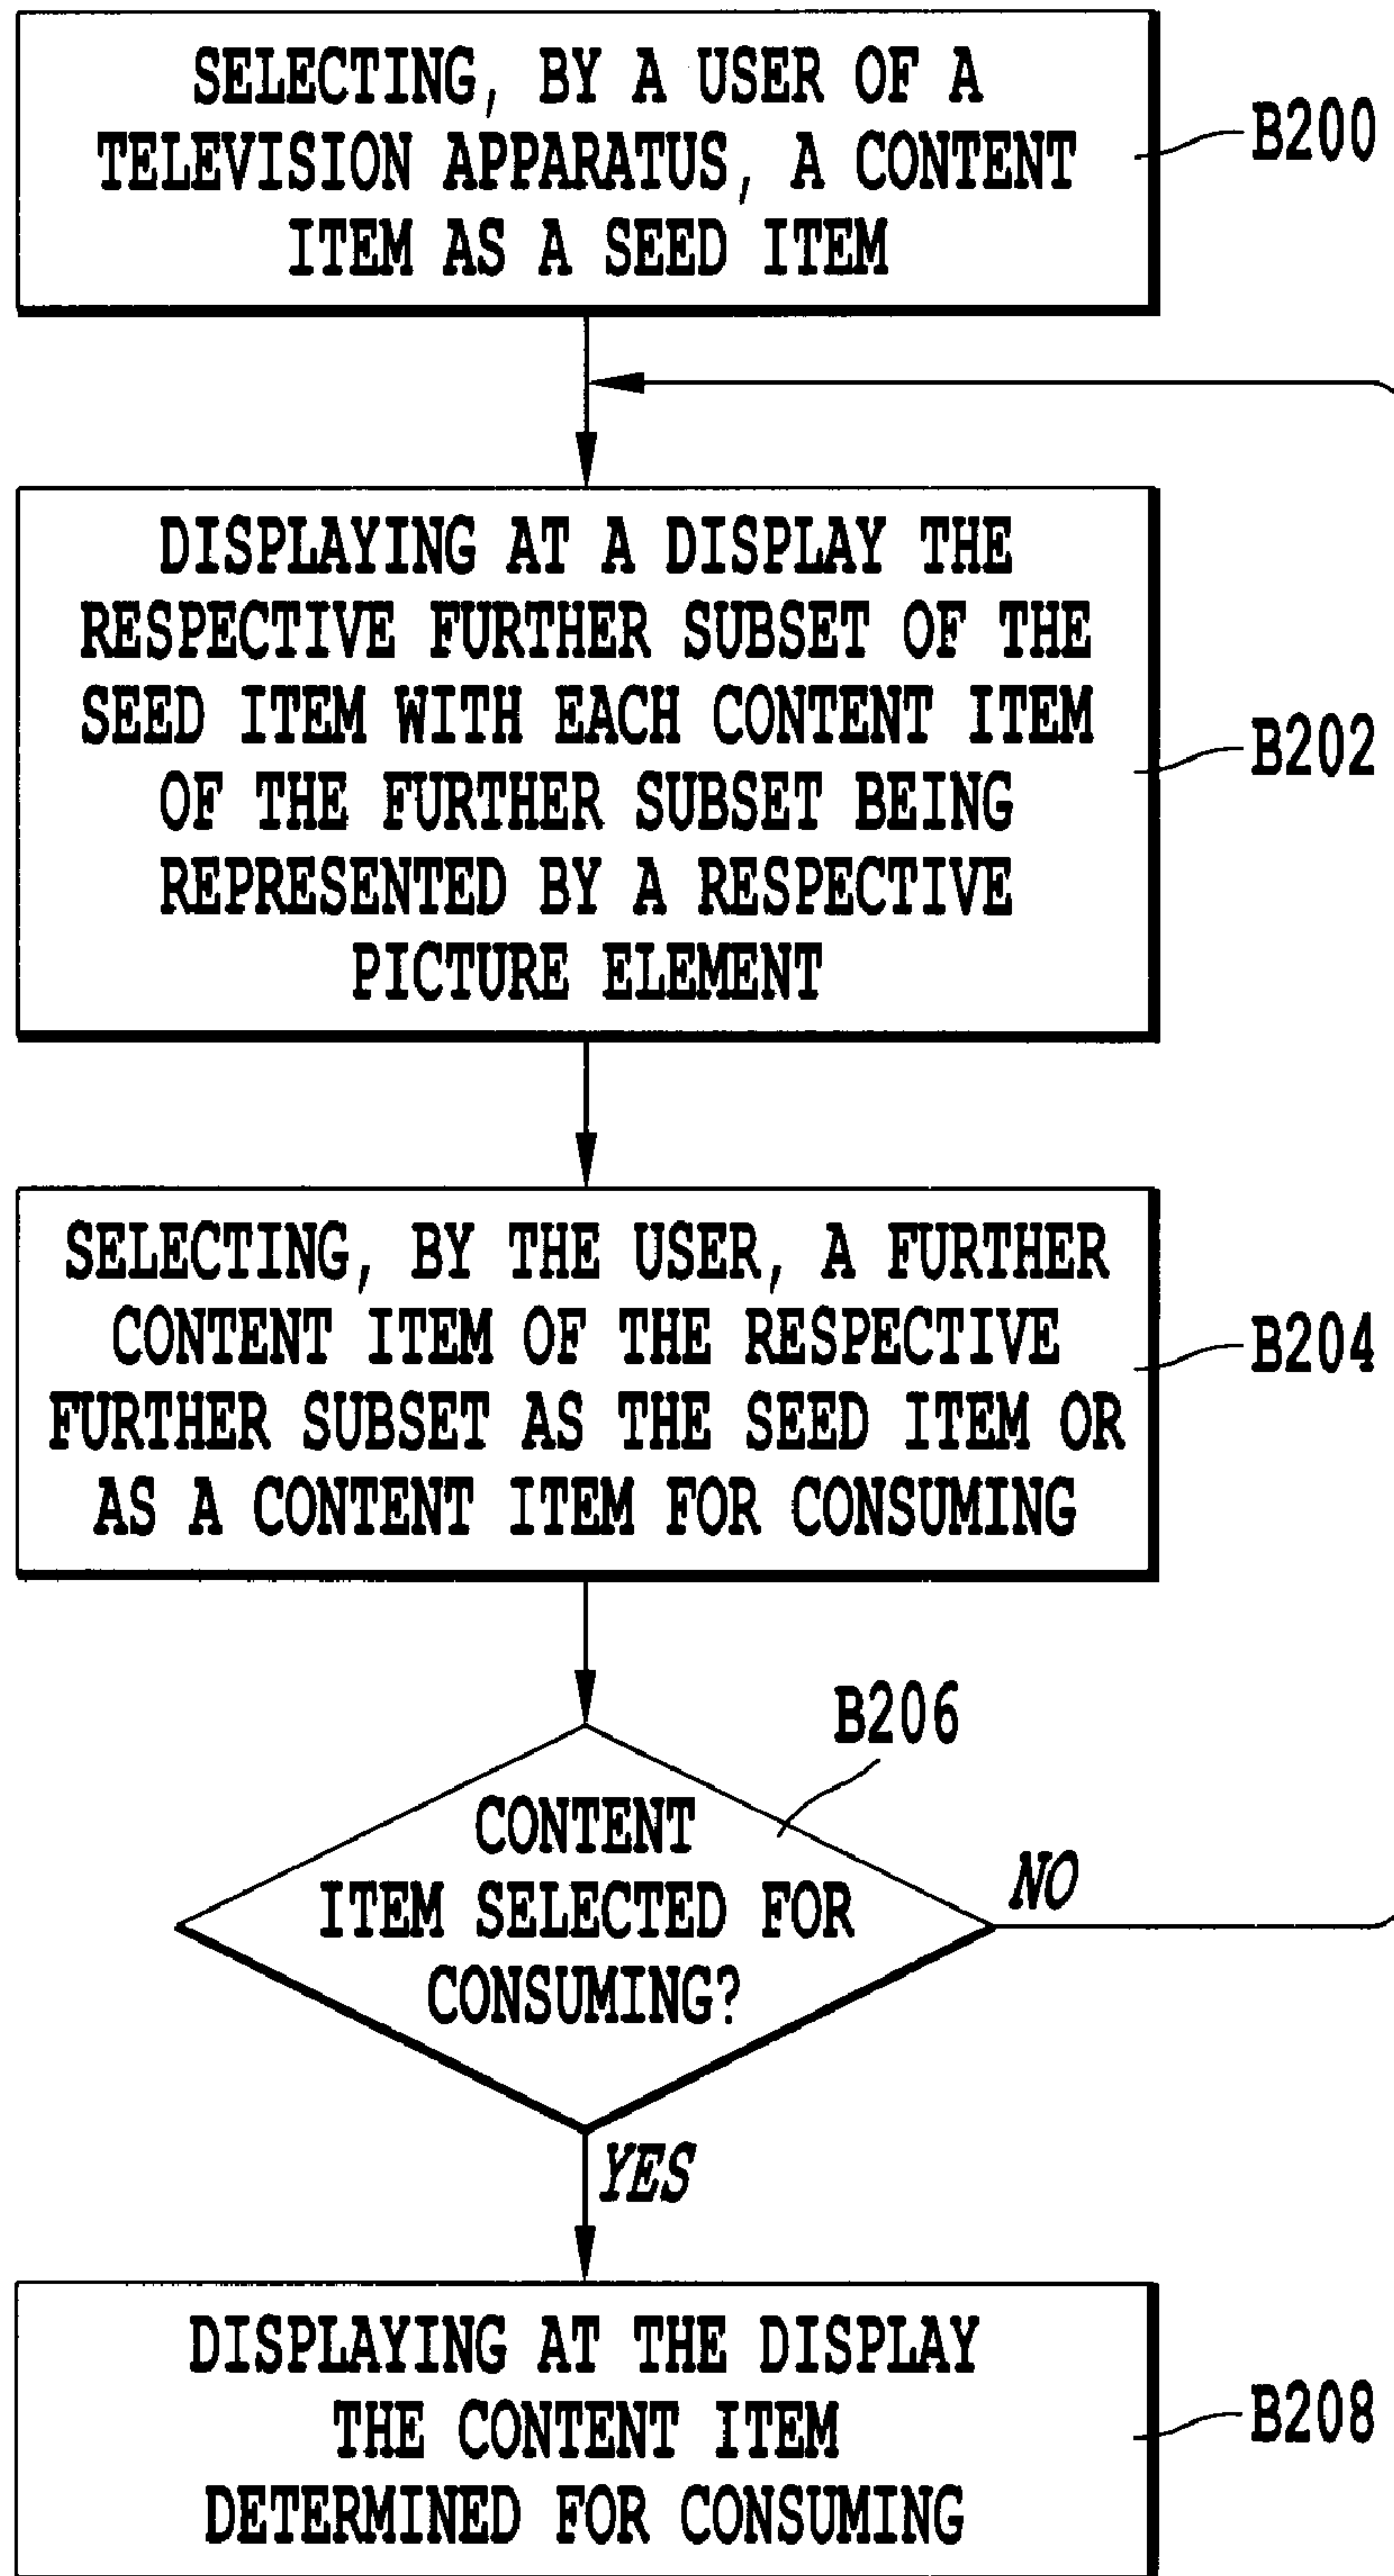 SELECTING, BY A USER OF A
TELEVISION APPARATUS, A CONTENT
ITEM AS A SEED ITEM
B200
DISPLAYING AT A DISPLAY THE
RESPECTIVE FURTHER SUBSET OF THE
SEED ITEM WITH EACH CONTENT ITEM
OF THE FURTHER SUBSET BEING
REPRESENTED BY A RESPECTIVE
PICTURE ELEMENT
B202
SELECTING, BY THE USER, A FURTHER
CONTENT ITEM OF THE RESPECTIVE
FURTHER SUBSET AS THE SEED ITEM OR
AS A CONTENT ITEM FOR CONSUMING
B204
B206
CONTENT
ITEM SELECTED FOR
CONSUMING?
NO
YES
DISPLAYING AT THE DISPLAY
THE CONTENT ITEM
DETERMINED FOR CONSUMING
B208